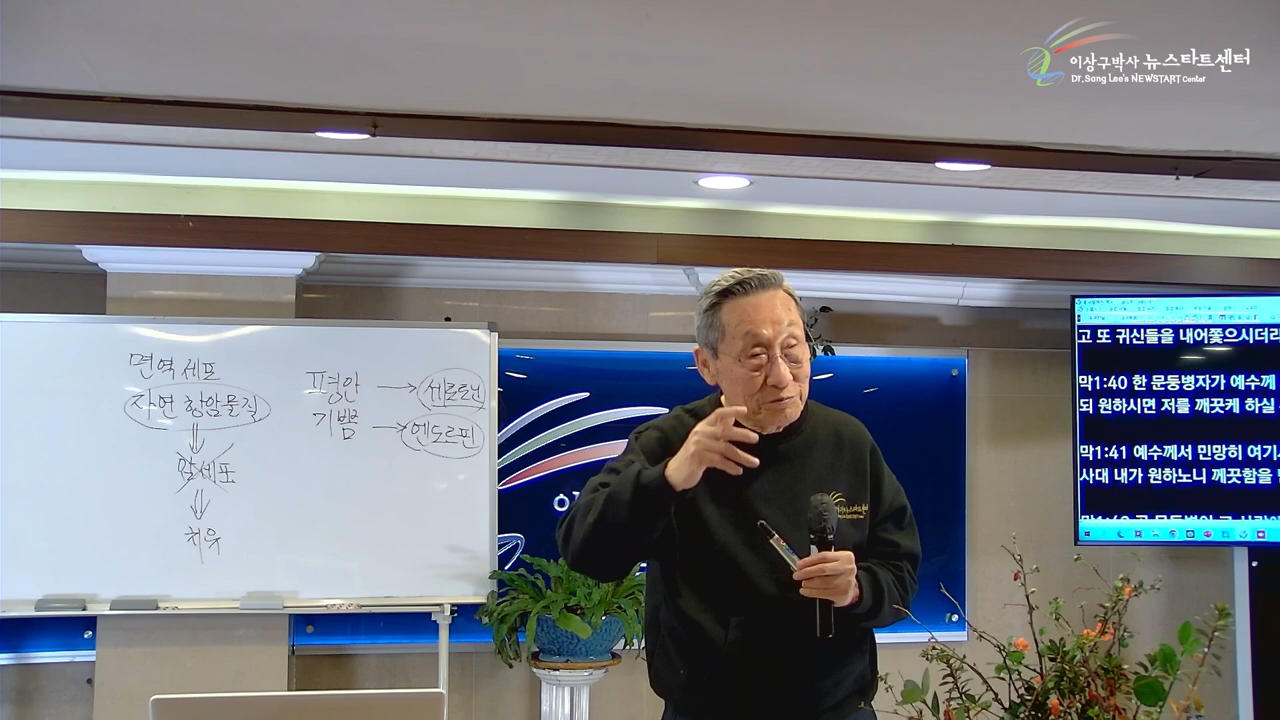 이상구박사 뉴스타트센터
Dr. Sang Lee's NEWSTART Center
면역세포
자연항암물질
암세포
치유
평안 → 세로토닌
기쁨 → 엔도르핀
고 또 귀신들을 내어쫓으시더라
막1:40 한 문둥병자가 예수께
되 원하시면 저를 깨끗케 하실
막1:41 예수께서 민망히 여기
사대 내가 원하노니 깨끗함을